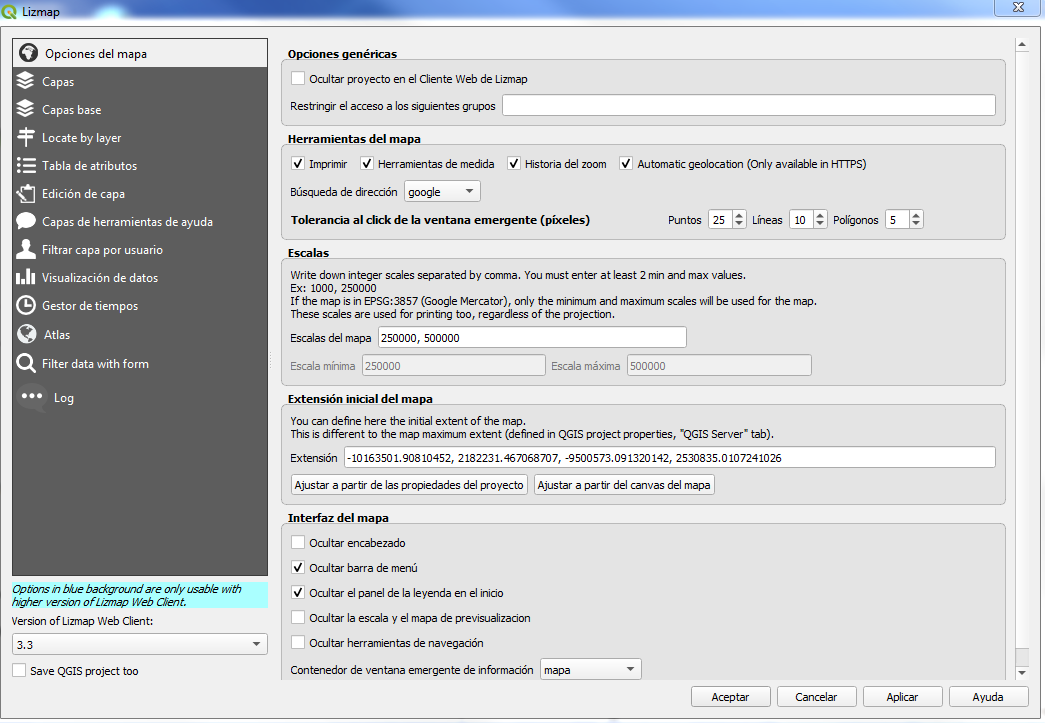 Lizmap
Opciones del mapa
Capas
Capas base
Locate by layer
Tabla de atributos
Edición de capa
Capas de herramientas de ayuda
Filtrar capa por usuario
Visualización de datos
Gestor de tiempos
Atlas
Filter data with form
Log
Options in blue background are only usable with
higher version of Lizmap Web Client.
Version of Lizmap Web Client:
3.3
Save QGIS project too
Opciones genéricas
Ocultar proyecto en el Cliente Web de Lizmap
Restringir el acceso a los siguientes grupos
Herramientas del mapa
Imprimir Herramientas de medida Historia del zoom Automatic geolocation (Only available in HTTPS)
Búsqueda de dirección google
Tolerancia al click de la ventana emergente (píxeles) Puntos 25 Líneas 10 Polígonos 5
Escalas
Write down integer scales separated by comma. You must enter at least 2 min and max values.
Ex: 1000, 250000
If the map is in EPSG:3857 (Google Mercator), only the minimum and maximum scales will be used for the map.
These scales are used for printing too, regardless of the projection.
Escalas del mapa 250000, 500000
Escala mínima 250000 Escala máxima 500000
Extensión inicial del mapa
You can define here the initial extent of the map.
This is different to the map maximum extent (defined in QGIS project properties, "QGIS Server" tab).
Extensión -10163501.90810452, 2182231.467068707, -9500573.091320142, 2530835.0107241026
Ajustar a partir de las propiedades del proyecto Ajustar a partir del canvas del mapa
Interfaz del mapa
Ocultar encabezado
Ocultar barra de menú
Ocultar el panel de la leyenda en el inicio
Ocultar la escala y el mapa de previsualizacion
Ocultar herramientas de navegación
Contenedor de ventana emergente de información mapa
Aceptar Cancelar Aplicar Ayuda